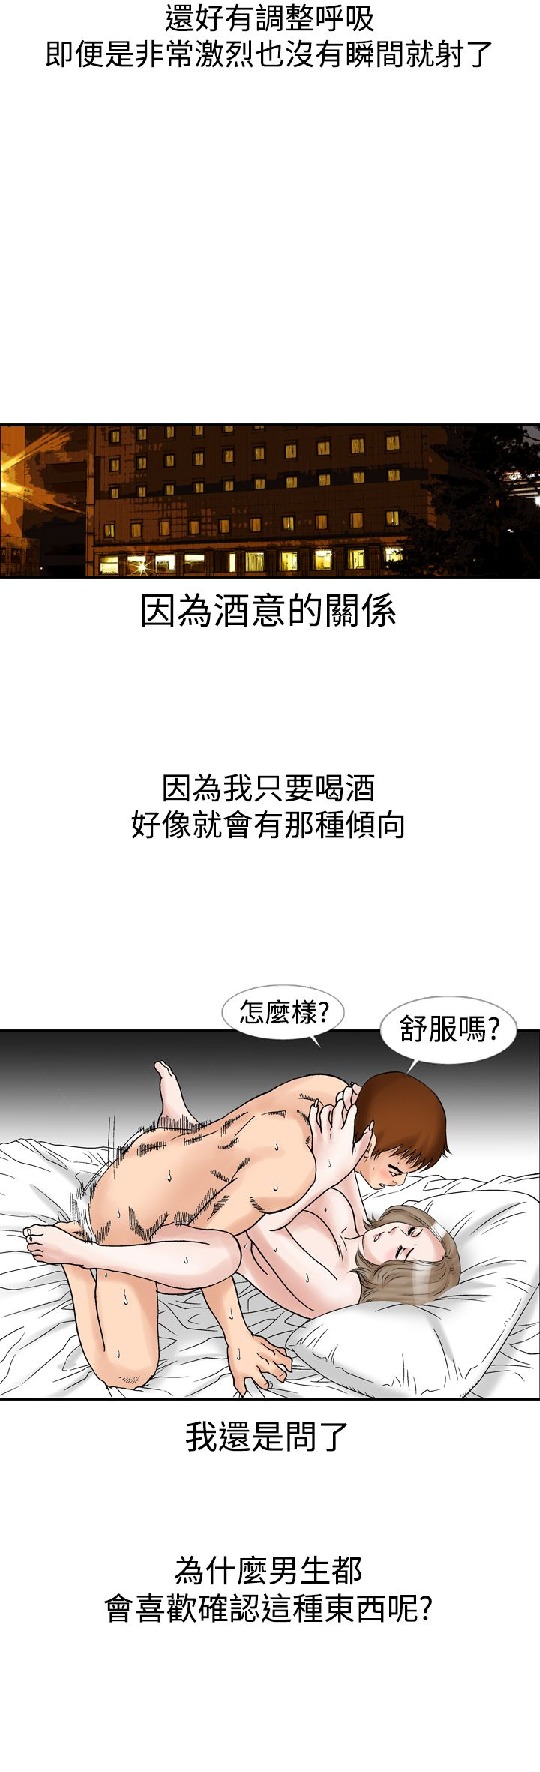 還好有調整呼吸
即便是非常激烈也沒有瞬間就射了
因為酒意的關係
因為我只要喝酒
好像就會有那種傾向
怎麼樣?
舒服嗎?
我還是問了
為什麼男生都
會喜歡確認這種東西呢?